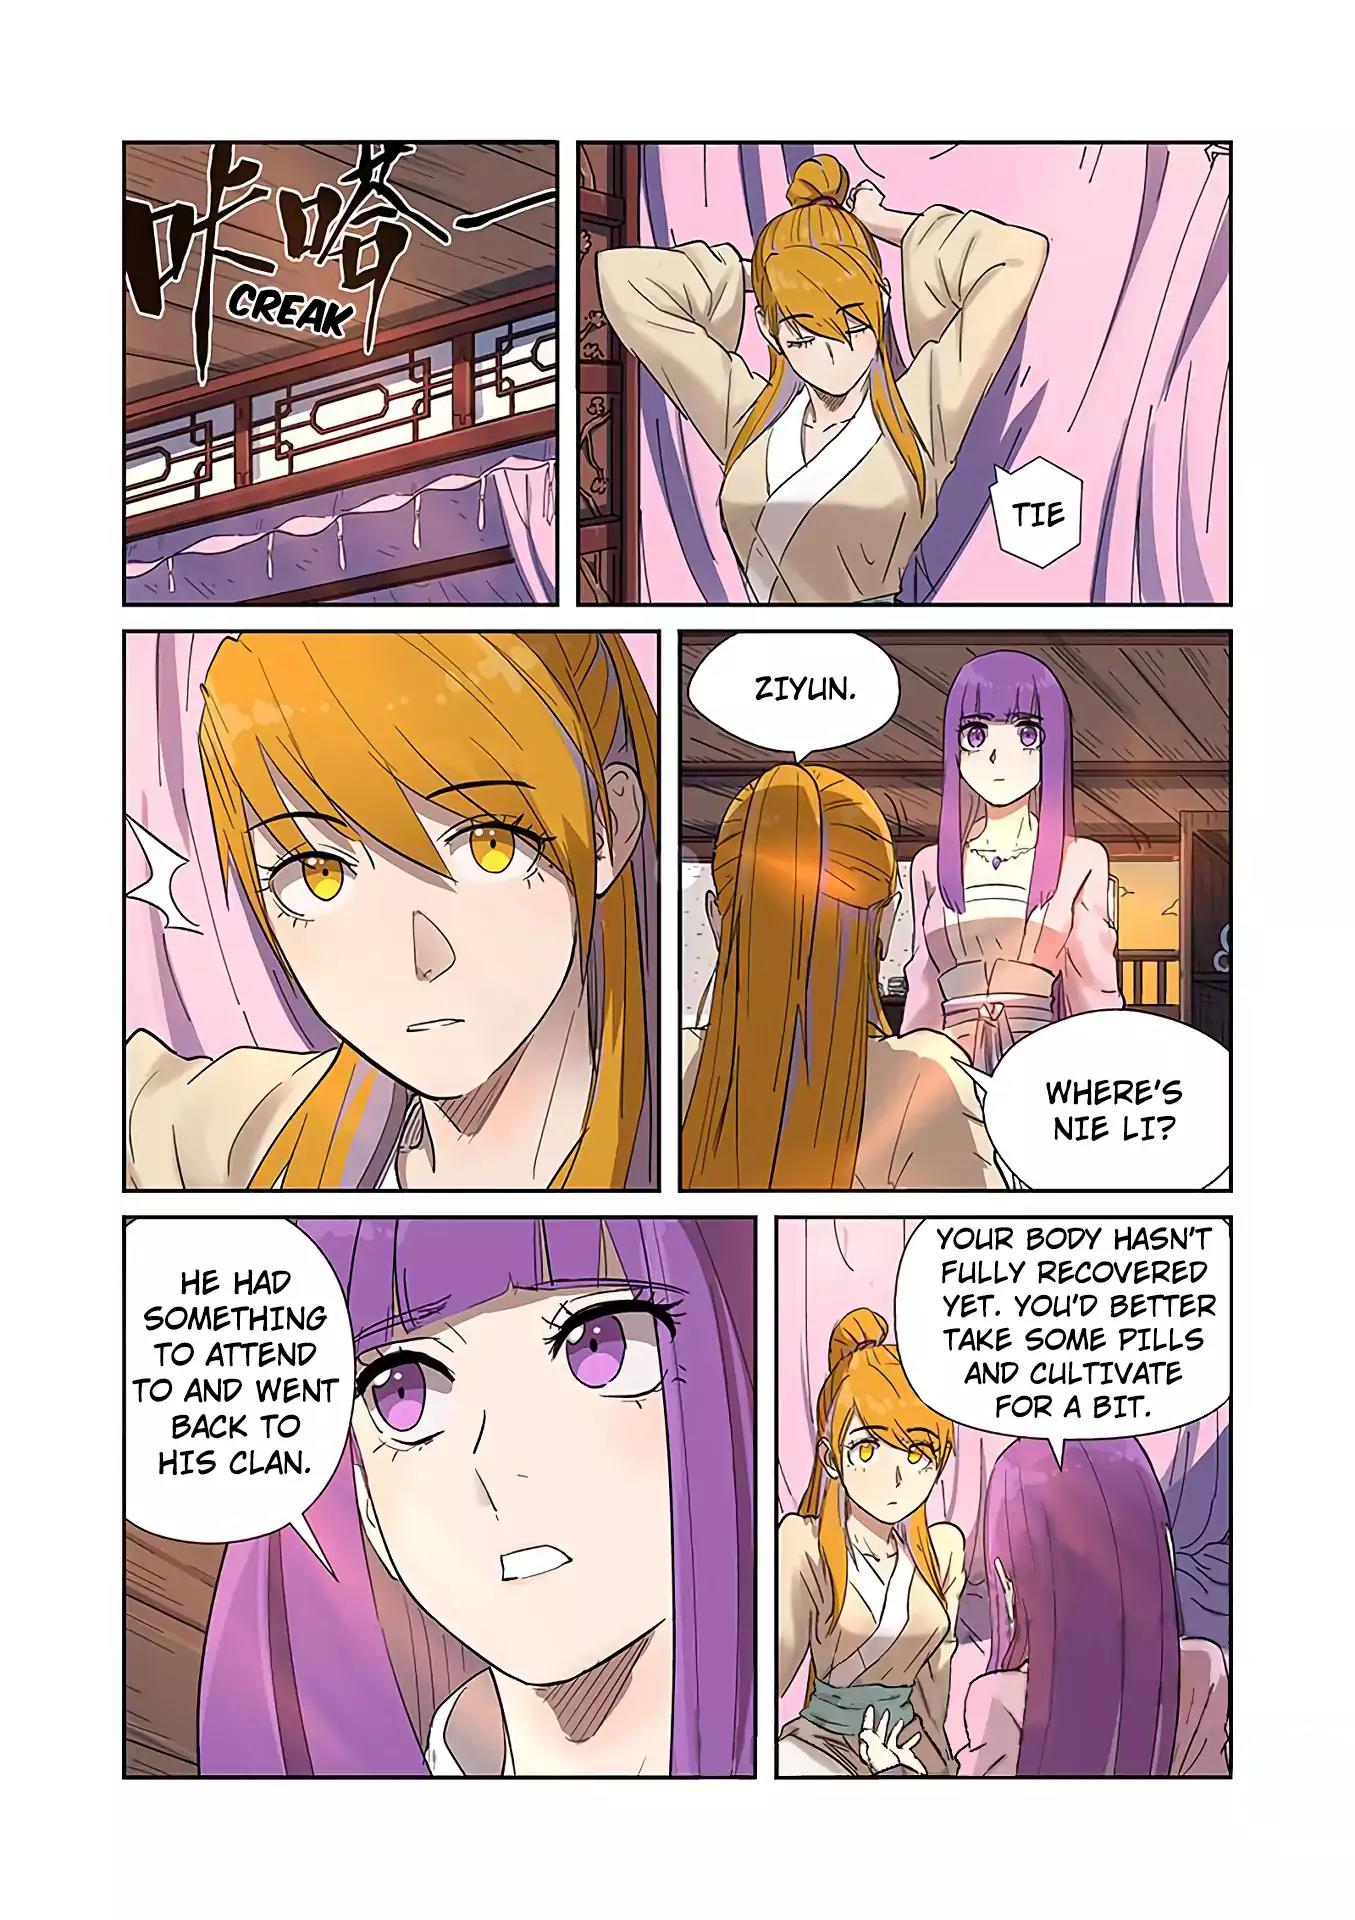 咔嗒一
CREAK
TIE
ZIYUN.
WHERE'S
NIE LI?
HE HAD
SOMETHING
TO ATTEND
TO AND WENT
BACK TO
HIS CLAN.
YOUR BODY HASN'T
FULLY RECOVERED
YET. YOU'D BETTER
TAKE SOME PILLS
AND CULTIVATE
FOR A BIT.